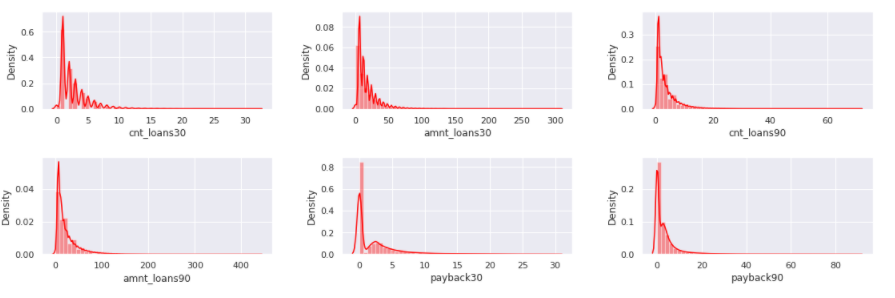 Density
0.6
0.4
0.2
0.0
0 5 10 15 20 25 30
cnt_loans30
Density
0.08
0.06
0.04
0.02
0.00
0 50 100 150 200 250 300
amnt_loans30
Density
0.3
0.2
0.1
0.0
0 20 40 60
cnt_loans90
Density
0.04
0.02
0.00
0 100 200 300 400
amnt_loans90
Density
0.8
0.6
0.4
0.2
0.0
0 5 10 15 20 25 30
payback30
Density
0.2
0.1
0.0
0 20 40 60 80
payback90